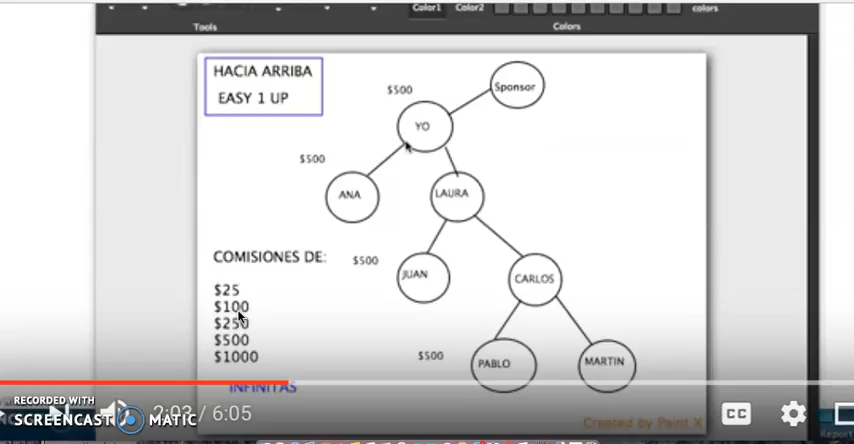 Color1 Color2 colors
Tools Colors
HACIA ARRIBA
EASY 1 UP
$500
Sponsor
YO
$500
ANA
LAURA
COMISIONES DE:
$500
JUAN
CARLOS
$25
$100
$250
$500
$1000
$500
PABLO
MARTIN
INFINITAS
RECORDED WITH
SCREENCAST MATIC
2:03 / 6:05
CC
Created by Paint X